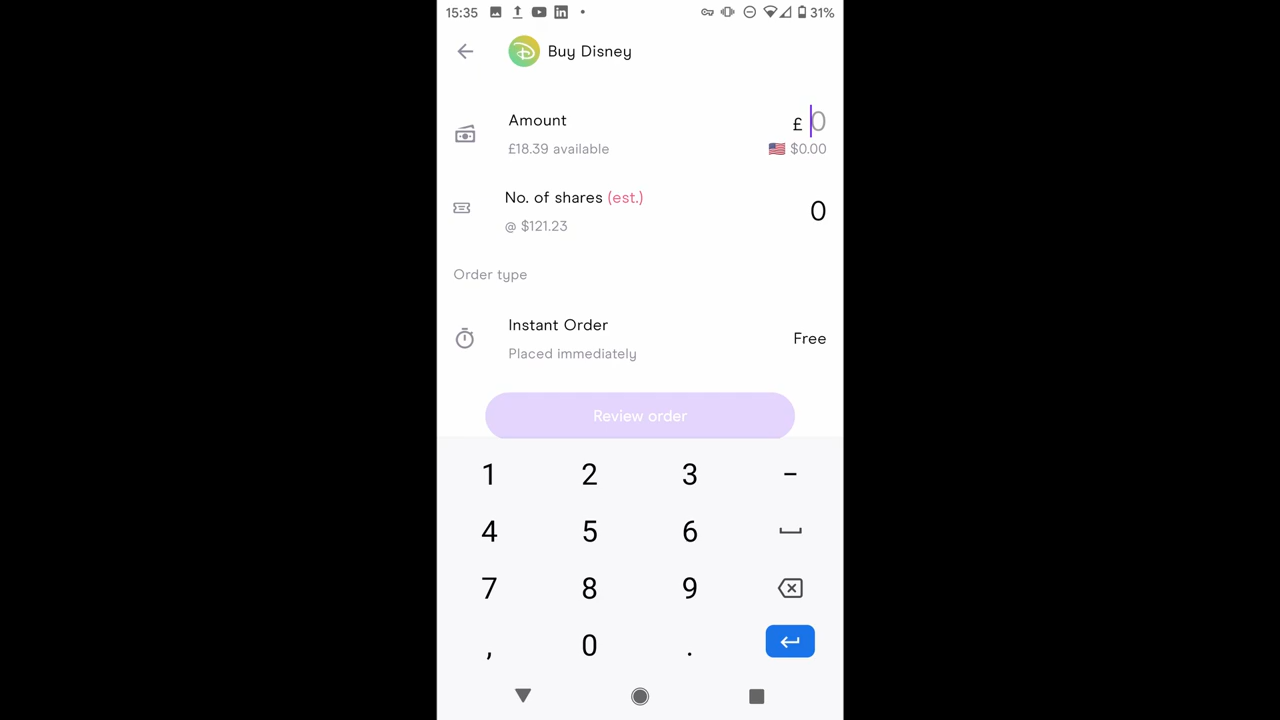 15:35 31%
Buy Disney
Amount £ 0
£18.39 available $0.00
No. of shares (est.) 0
@ $121.23
Order type
Instant Order Free
Placed immediately
Review order
1 2 3 -
4 5 6
7 8 9
, 0 .